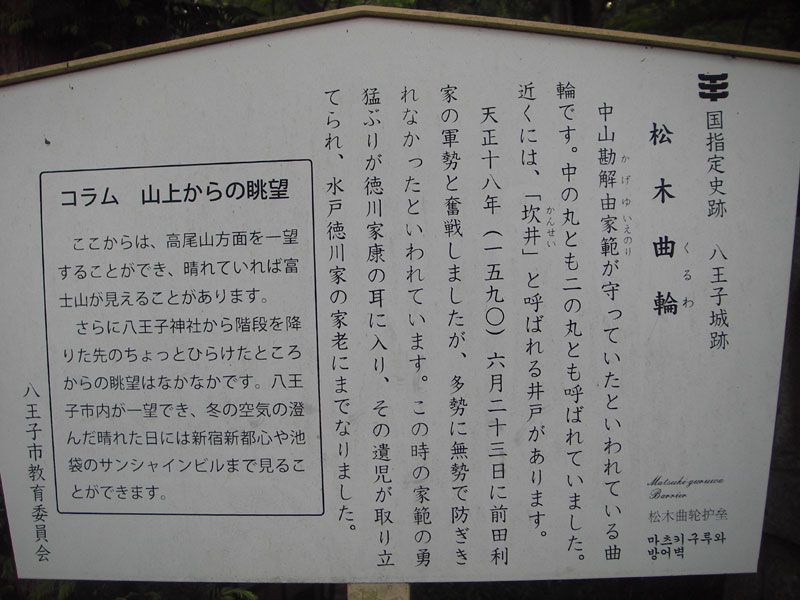 国指定史跡　八王子城跡
松木曲輪
くるわ
Matsuki-guruwa
Barrier
松木曲轮护垒
마츠키구루와
방어벽
中山勘解由家範が守っていたといわれている曲
かげゆいえのり
輪です。中の丸とも二の丸とも呼ばれていました。
近くには、「坎井」と呼ばれる井戸があります。
かんせい
天正十八年（一五九〇）六月二十三日に前田利
家の軍勢と奮戦しましたが、多勢に無勢で防ぎき
れなかったといわれています。この時の家範の勇
猛ぶりが徳川家康の耳に入り、その遺児が取り立
てられ、水戸徳川家の家老にまでなりました。
コラム　山上からの眺望
ここからは、高尾山方面を一望
することができ、晴れていれば富
士山が見えることがあります。
さらに八王子神社から階段を降
りた先のちょっとひらけたところ
からの眺望はなかなかです。八王
子市内が一望でき、冬の空気の澄
んだ晴れた日には新宿新都心や池
袋のサンシャインビルまで見るこ
とができます。
八王子市教育委員会